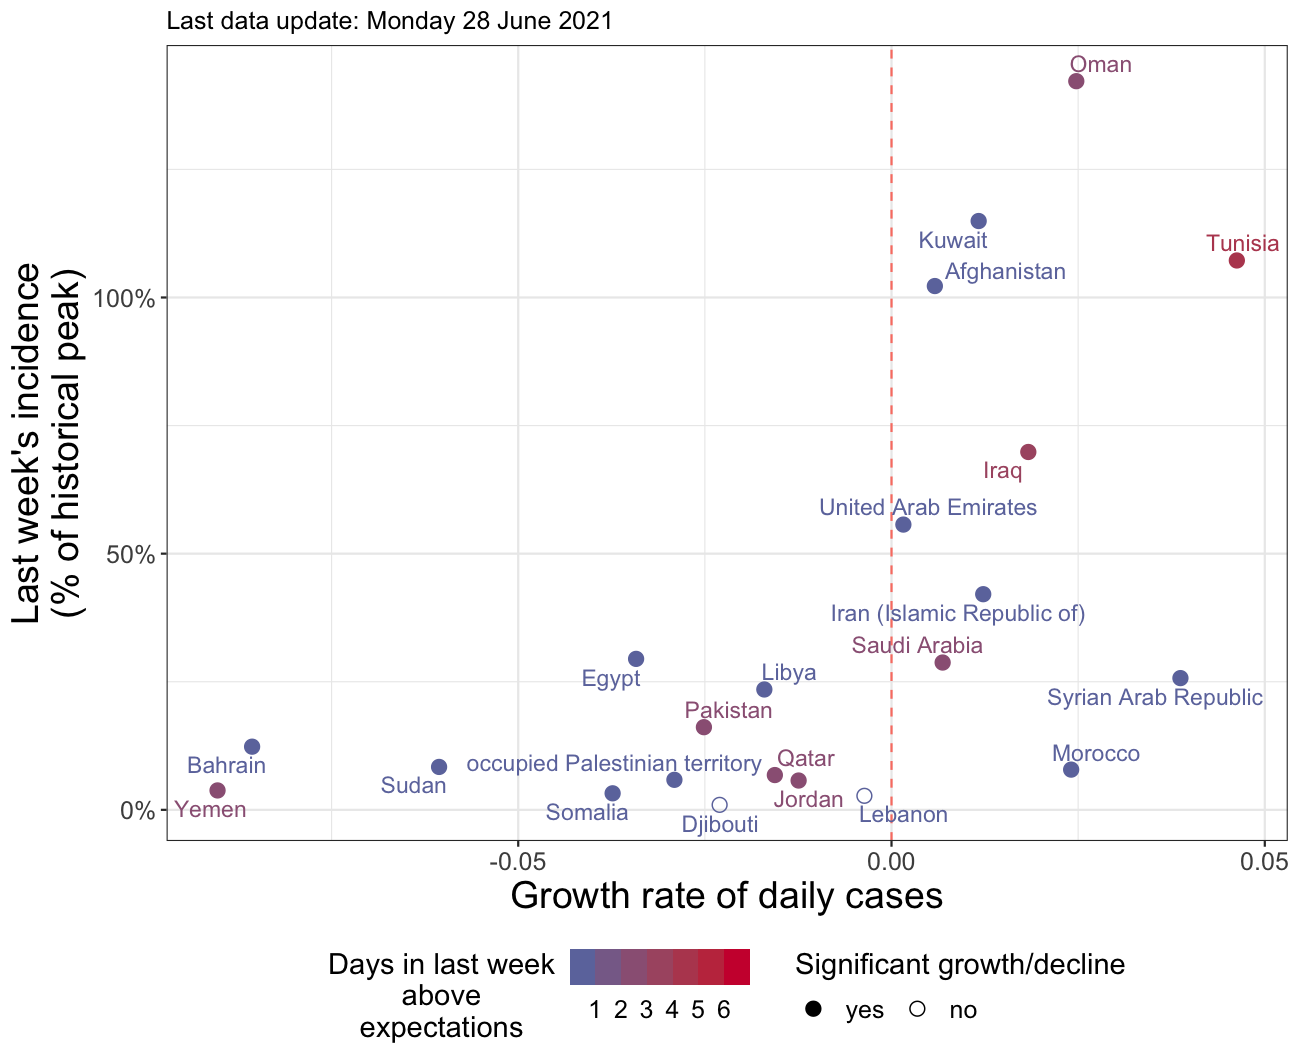 Last data update: Monday 28 June 2021
Oman
Kuwait
Tunisia
Afghanistan
100%
Iraq
United Arab Emirates
50%
Iran (Islamic Republic of)
Saudi Arabia
Egypt
Libya
Syrian Arab Republic
Pakistan
Bahrain
Sudan
occupied Palestinian territory
Qatar
Morocco
Yemen
Somalia
Djibouti
Jordan
Lebanon
0%
Last week's incidence
(% of historical peak)
-0.05 0.00 0.05
Growth rate of daily cases
Days in last week
above
expectations
1 2 3 4 5 6
Significant growth/decline
yes no